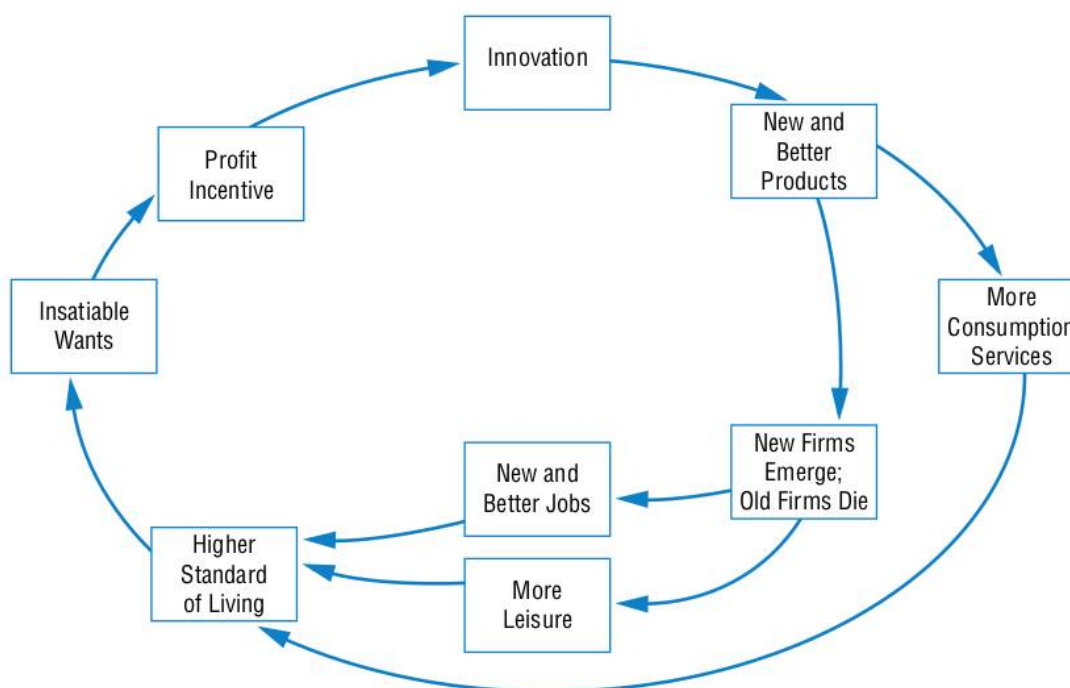 Innovation
New and
Better
Products
More
Consumption
Services
New Firms
Emerge;
Old Firms Die
New and
Better Jobs
More
Leisure
Higher
Standard
of Living
Insatiable
Wants
Profit
Incentive